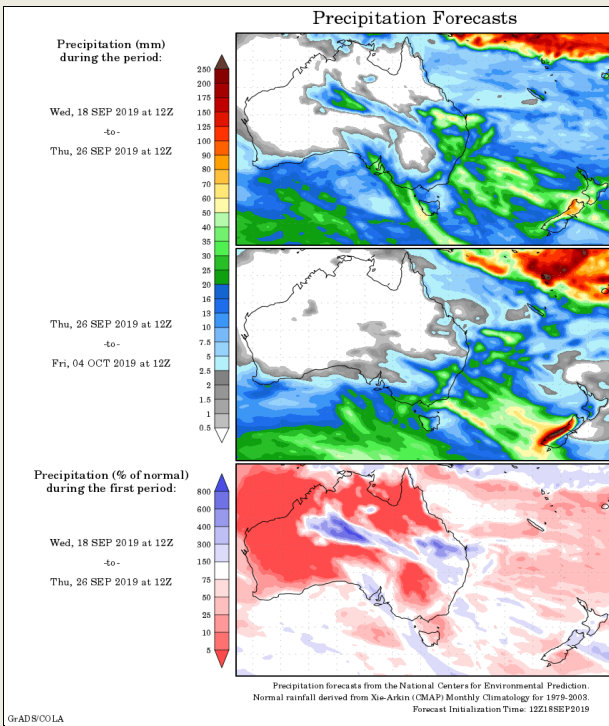 Precipitation Forecasts
Precipitation (mm)
during the period:
Wed, 18 SEP 2019 at 12Z
-to-
Thu, 26 SEP 2019 at 12Z
250
200
175
150
125
100
90
80
70
60
50
40
35
30
25
20
16
13
10
7.5
5
2.5
2
1.5
1
0.5
Thu, 26 SEP 2019 at 12Z
-to-
Fri, 04 OCT 2019 at 12Z
Precipitation (% of normal)
during the first period:
Wed, 18 SEP 2019 at 12Z
-to-
Thu, 26 SEP 2019 at 12Z
800
600
400
300
150
75
50
25
10
5
Precipitation forecasts from the National Centers for Environmental Prediction.
Normal rainfall derived from Xie-Arkin (CMAP) Monthly Climatology for 1979-2003.
Forecast Initialization Time: 12Z18SEP2019
GrADS/COLA